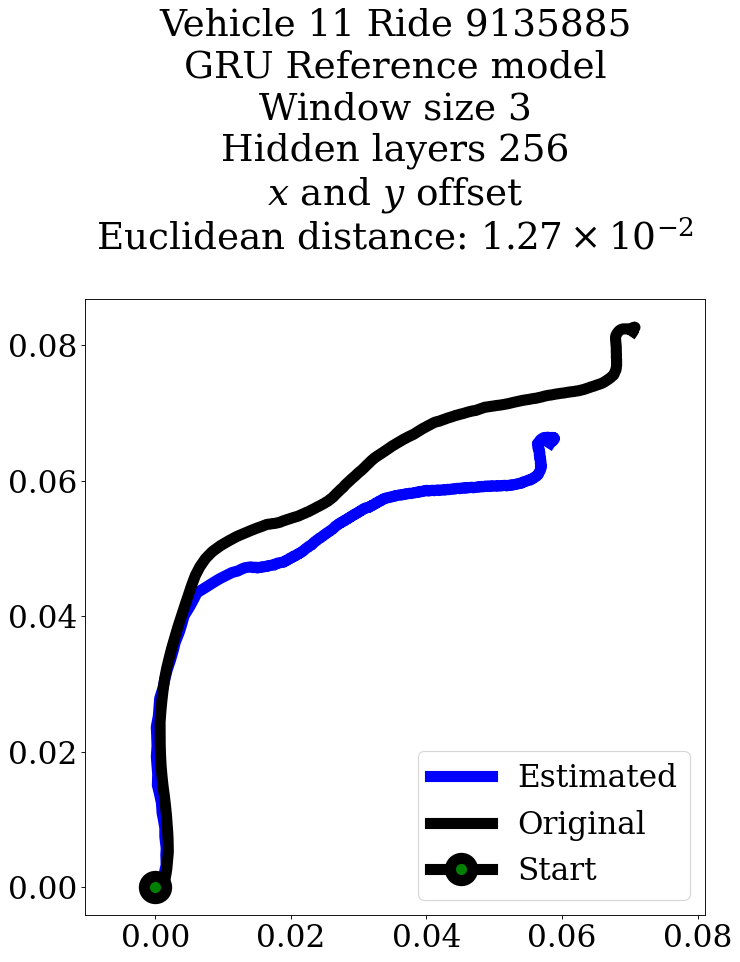 Vehicle 11 Ride 9135885
GRU Reference model
Window size 3
Hidden layers 256
x and y offset
Euclidean distance: 1.27 × 10⁻²
0.08
0.06
0.04
0.02
0.00
Estimated
Original
Start
0.00 0.02 0.04 0.06 0.08